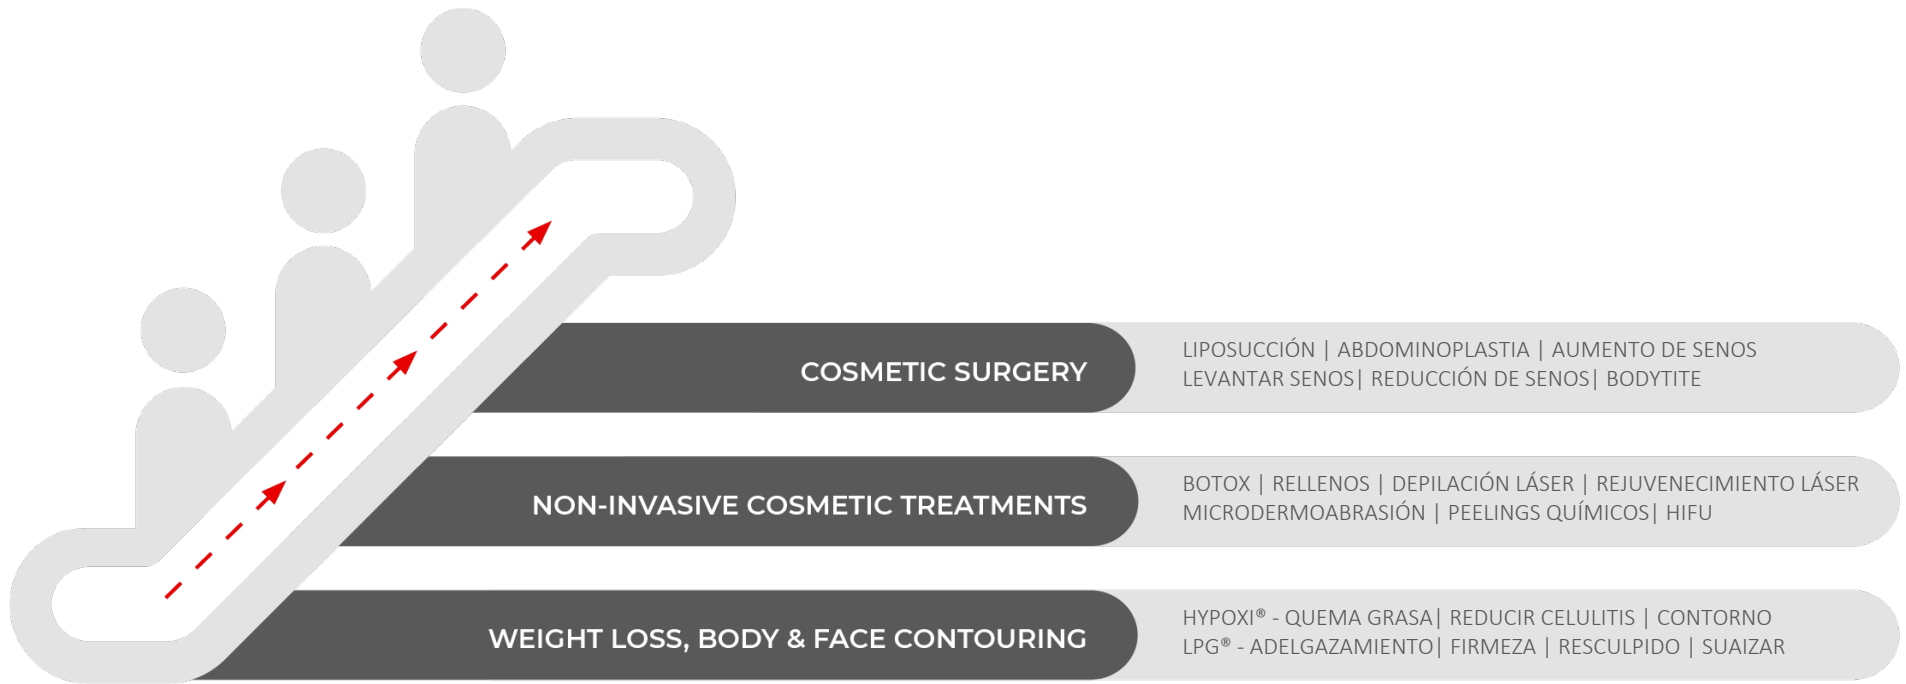 COSMETIC SURGERY
LIPOSUCCIÓN | ABDOMINOPLASTIA | AUMENTO DE SENOS
LEVANTAR SENOS| REDUCCIÓN DE SENOS| BODYTITE
NON-INVASIVE COSMETIC TREATMENTS
BOTOX | RELLENOS | DEPILACIÓN LÁSER | REJUVENECIMIENTO LÁSER
MICRODERMOABRASIÓN | PEELINGS QUÍMICOS| HIFU
WEIGHT LOSS, BODY & FACE CONTOURING
HYPOXI® - QUEMA GRASA| REDUCIR CELULITIS | CONTORNO
LPG® - ADELGAZAMIENTO| FIRMEZA | RESCULPIDO | SUAIZAR